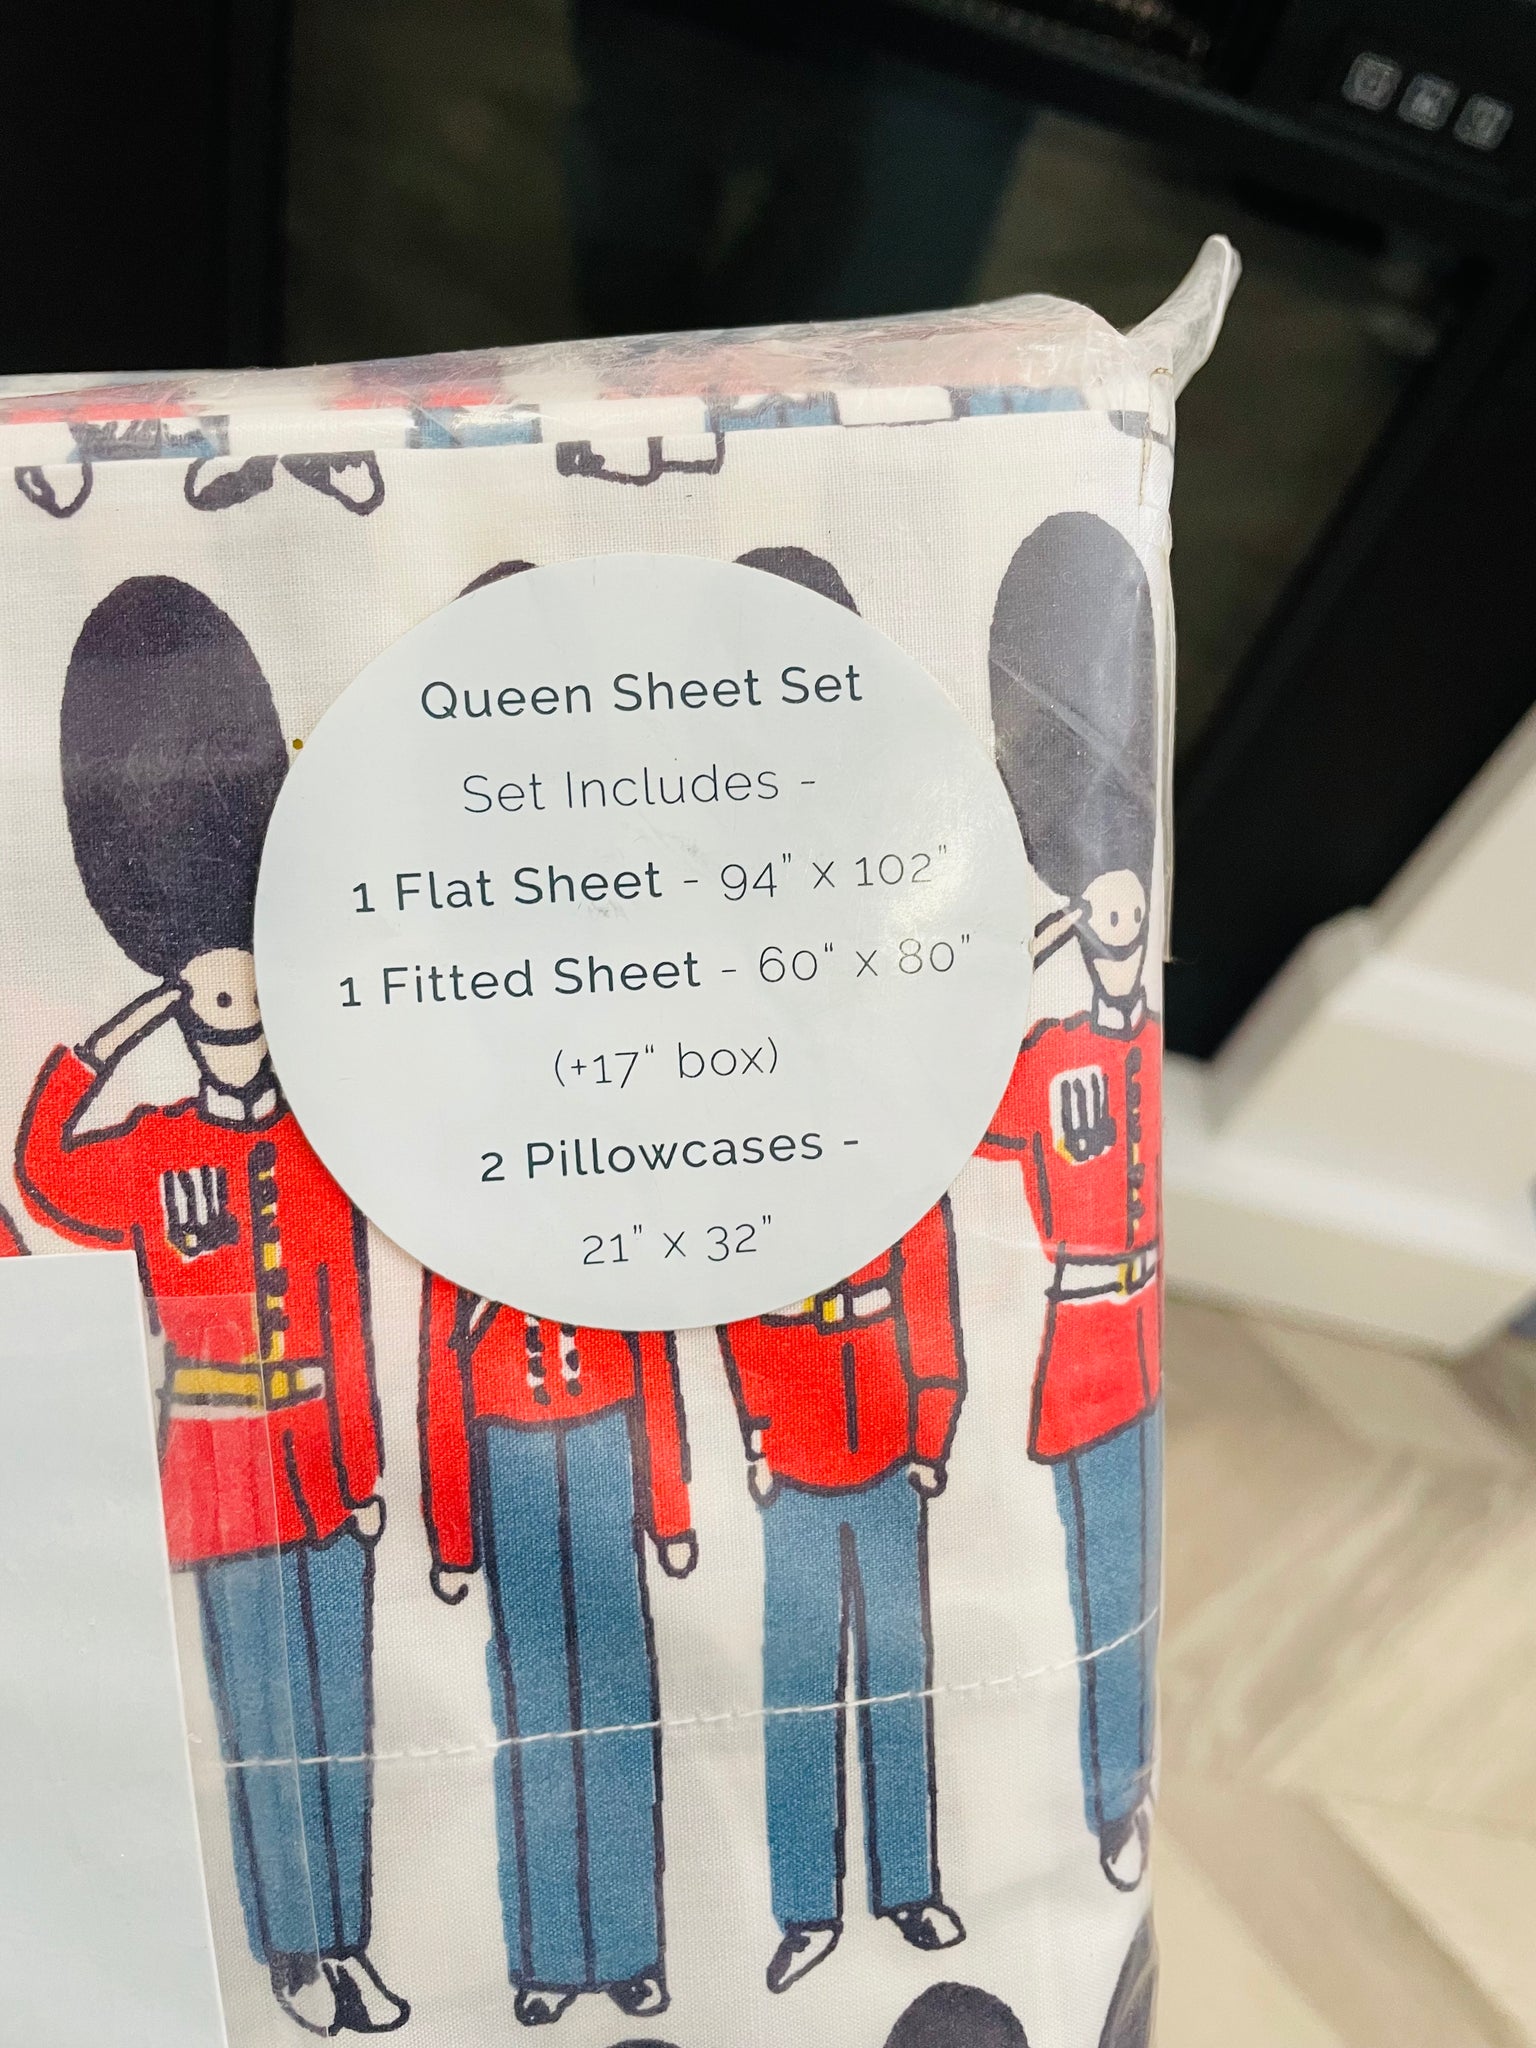 Queen Sheet Set
Set Includes -
1 Flat Sheet - 94" x 102"
1 Fitted Sheet - 60" x 80"
(+17" box)
2 Pillowcases -
21" x 32"